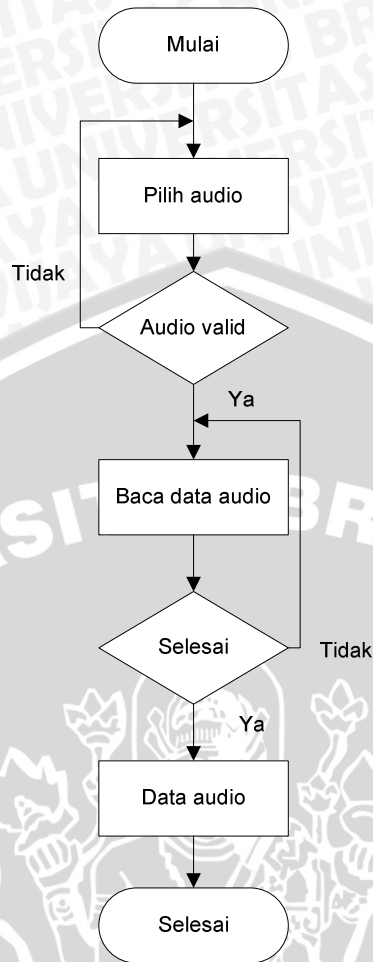 Mulai
Pilih audio
Tidak
Audio valid
Ya
Baca data audio
Selesai
Tidak
Ya
Data audio
Selesai